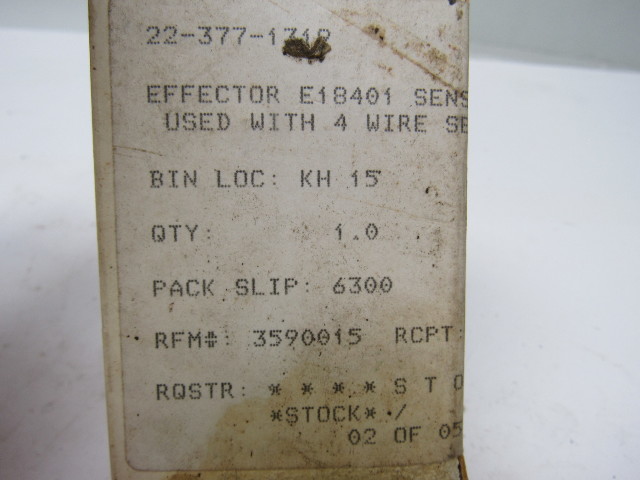 22-377-1719
EFFECTOR E18401 SENS
USED WITH 4 WIRE SE
BIN LOC: KH 15
QTY: 1.0
PACK SLIP: 6300
RFM#: 3590015 RCPT:
RQSTR: * * * * S T O
*STOCK* /
02 OF 05